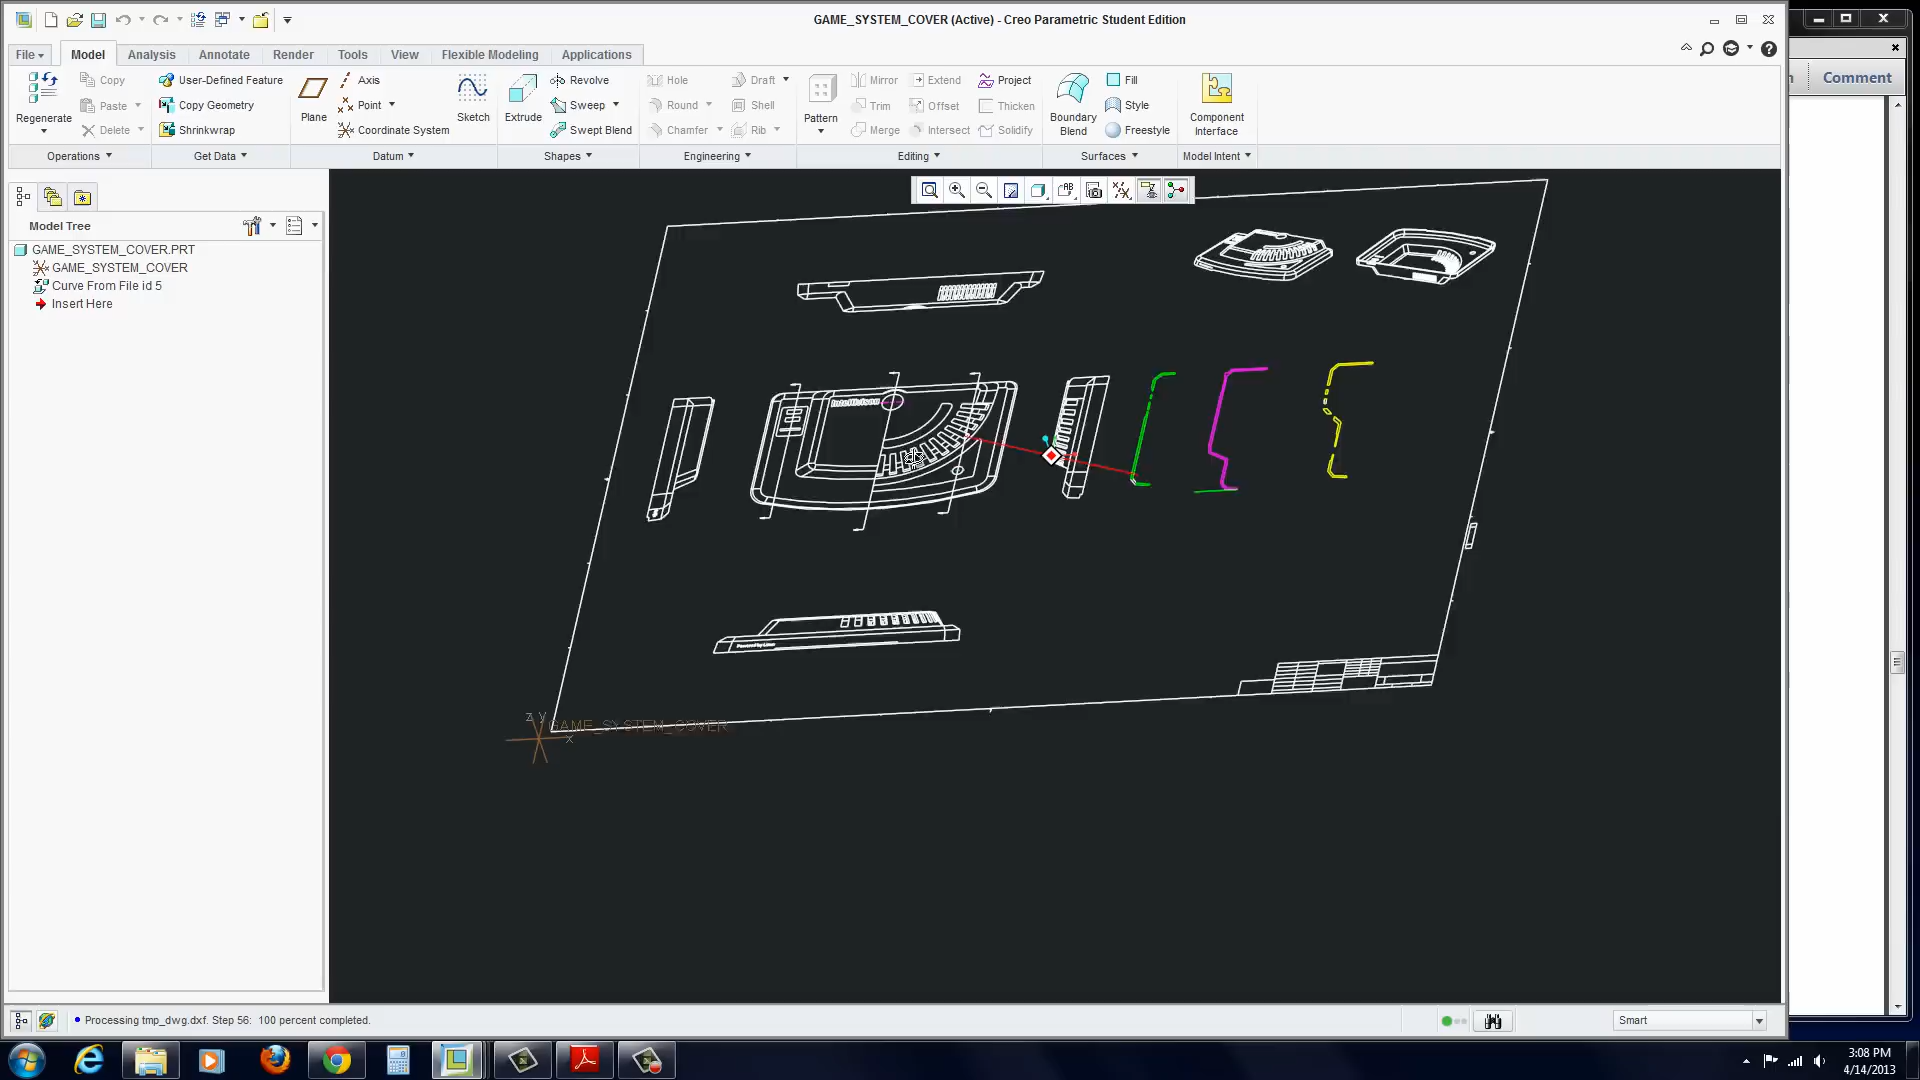 GAME_SYSTEM_COVER (Active) - Creo Parametric Student Edition
File Model Analysis Annotate Render Tools View Flexible Modeling Applications
Comment
Regenerate
Copy
Paste
Delete
User-Defined Feature
Copy Geometry
Shrinkwrap
Plane
Axis
Point
Coordinate System
Sketch
Extrude
Revolve
Sweep
Swept Blend
Hole
Round
Chamfer
Draft
Shell
Rib
Pattern
Mirror
Trim
Merge
Extend
Offset
Intersect
Project
Thicken
Solidify
Boundary
Blend
Fill
Style
Freestyle
Component
Interface
Operations Get Data Datum Shapes Engineering Editing Surfaces Model Intent
Model Tree
GAME_SYSTEM_COVER.PRT
GAME_SYSTEM_COVER
Curve From File id 5
Insert Here
Intellivision
Powered by Linux
z y
GAME_SYSTEM_COVER
x
Processing tmp_dwg.dxf. Step 56: 100 percent completed.
Smart
3:08 PM
4/14/2013